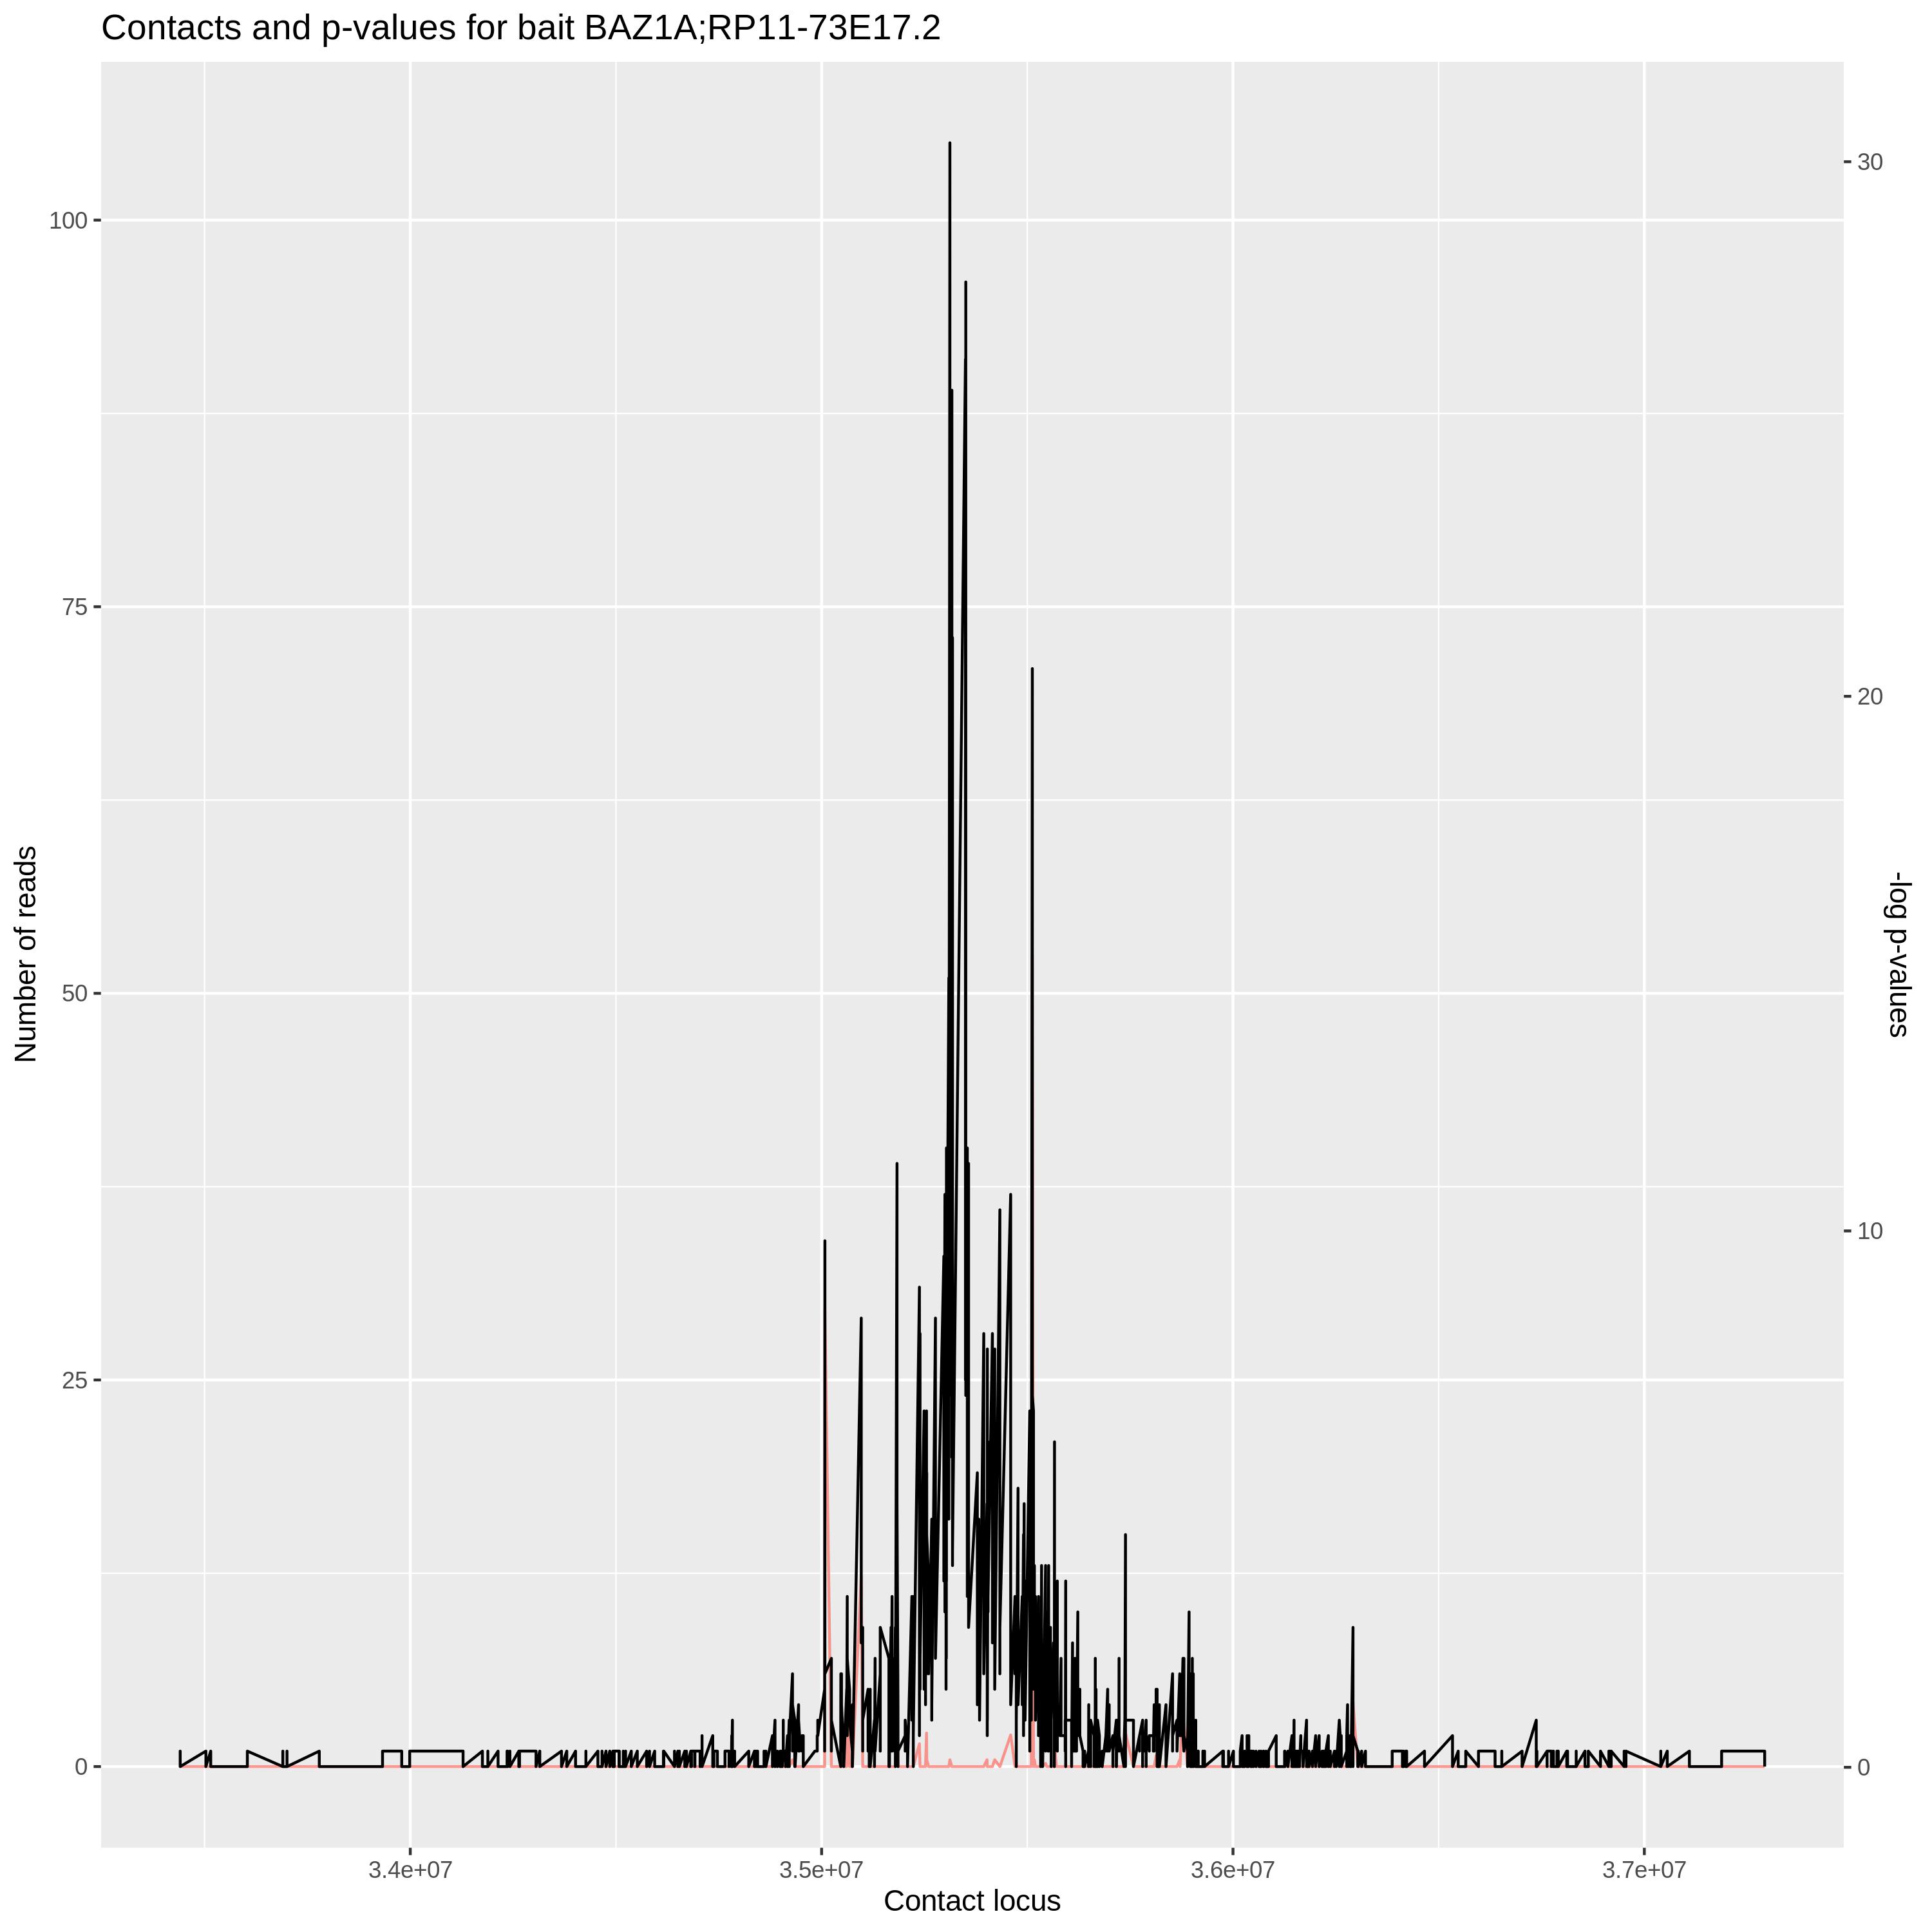 Contacts and p-values for bait BAZ1A;RP11-73E17.2
Number of reads
100
75
50
25
0
30
20
10
0
-log p-values
3.4e+07
3.5e+07
3.6e+07
3.7e+07
Contact locus